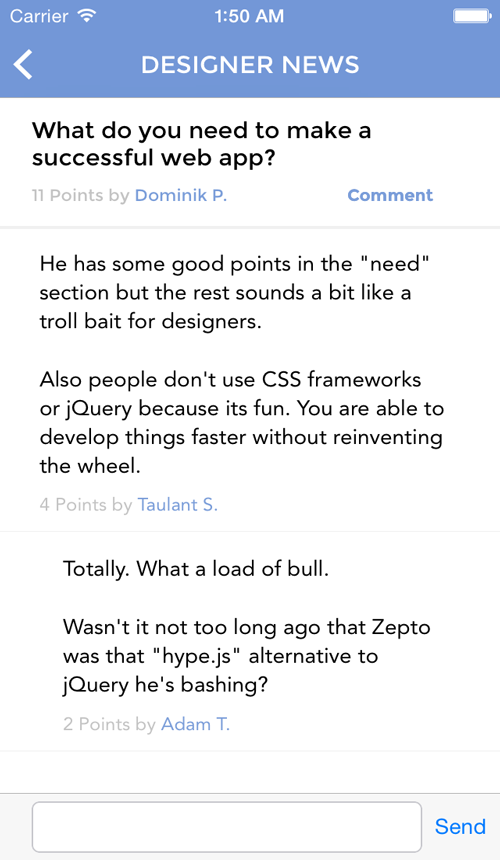 Carrier
1:50 AM
DESIGNER NEWS
What do you need to make a
successful web app?
11 Points by Dominik P.
Comment
He has some good points in the "need"
section but the rest sounds a bit like a
troll bait for designers.
Also people don't use CSS frameworks
or jQuery because its fun. You are able to
develop things faster without reinventing
the wheel.
4 Points by Taulant S.
Totally. What a load of bull.
Wasn't it not too long ago that Zepto
was that "hype.js" alternative to
jQuery he's bashing?
2 Points by Adam T.
Send